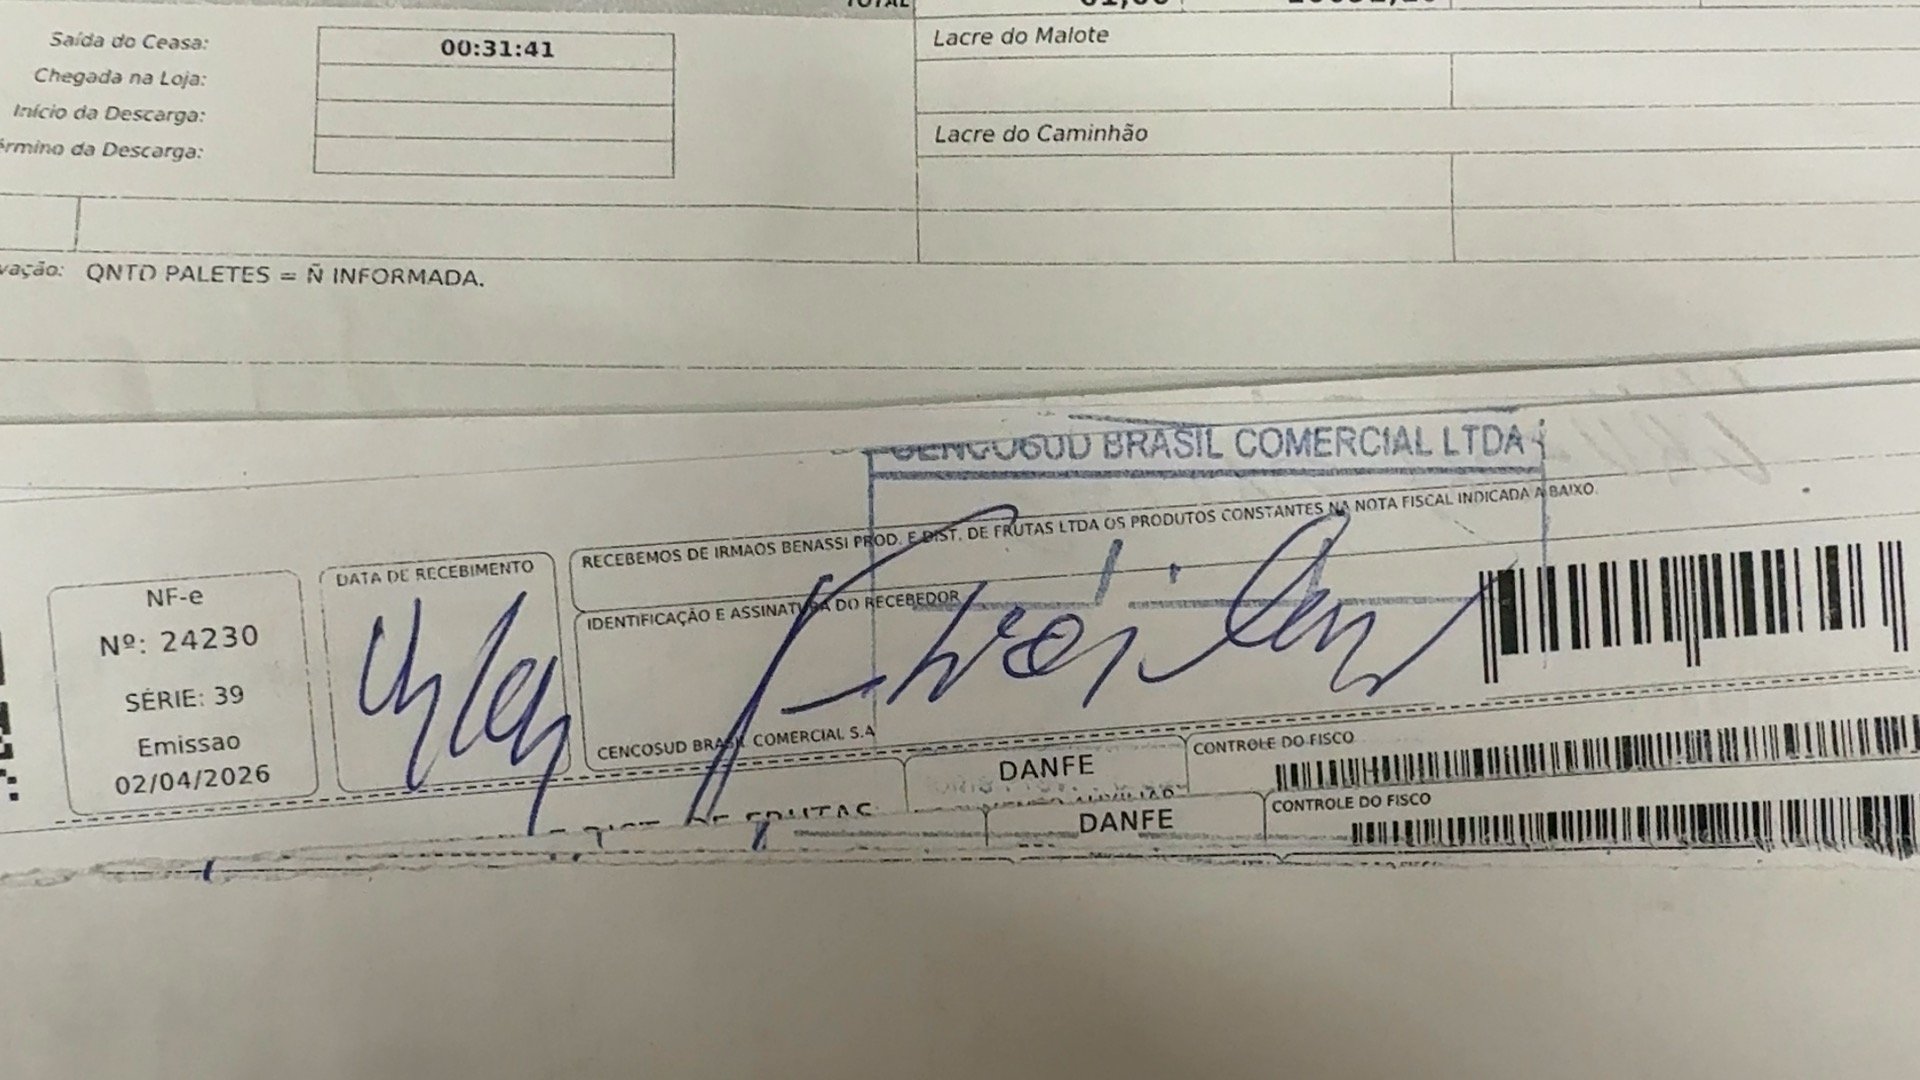 TOTAL
Saída do Ceasa: 00:31:41
Lacre do Malote
Chegada na Loja:
Início da Descarga:
Lacre do Caminhão
érmino da Descarga:
vação: QNTD PALETES = Ñ INFORMADA.
CENCOSUD BRASIL COMERCIAL LTDA
RECEBEMOS DE IRMAOS BENASSI PROD. E DIST. DE FRUTAS LTDA OS PRODUTOS CONSTANTES NA NOTA FISCAL INDICADA ABAIXO.
NF-e
Nº: 24230
SÉRIE: 39
Emissao
02/04/2026
DATA DE RECEBIMENTO
IDENTIFICAÇÃO E ASSINATURA DO RECEBEDOR
CENCOSUD BRASIL COMERCIAL S.A
DANFE
CONTROLE DO FISCO
DANFE
CONTROLE DO FISCO